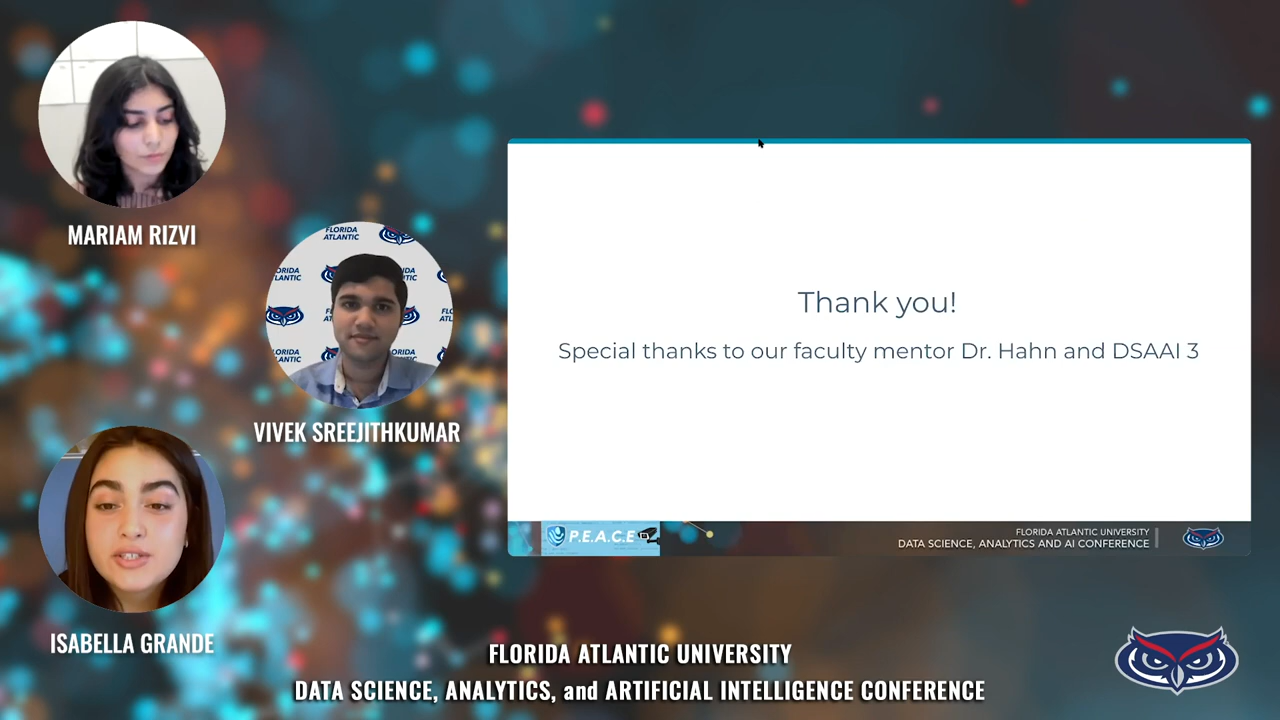 MARIAM RIZVI
FLORIDA
ATLANTIC
VIVEK SREEJITHKUMAR
ISABELLA GRANDE
Thank you!
Special thanks to our faculty mentor Dr. Hahn and DSAAI 3
P.E.A.C.E
FLORIDA ATLANTIC UNIVERSITY
DATA SCIENCE, ANALYTICS AND AI CONFERENCE
FLORIDA ATLANTIC UNIVERSITY
DATA SCIENCE, ANALYTICS, and ARTIFICIAL INTELLIGENCE CONFERENCE